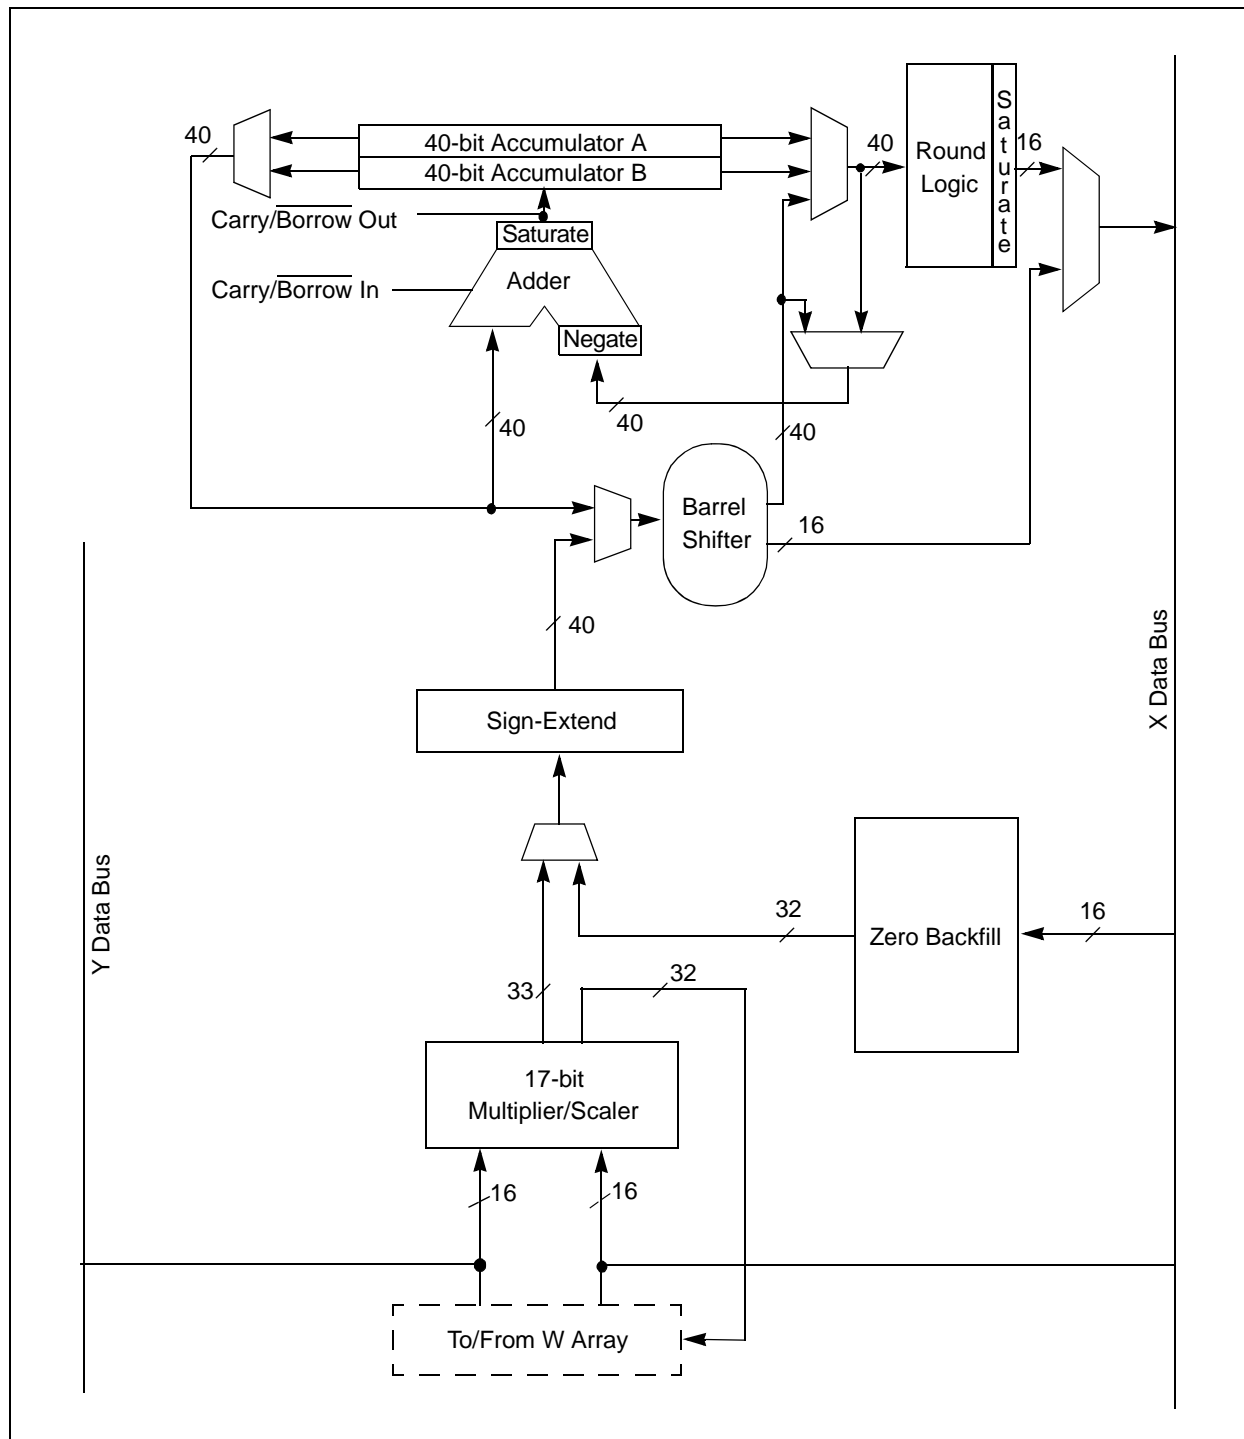 40-bit Accumulator A
40-bit Accumulator B
40
Carry/Borrow Out
Carry/Borrow In
Saturate
Adder
Negate
40
40
40
Round
Logic
Saturate
16
40
Barrel
Shifter
16
40
Sign-Extend
X Data Bus
Y Data Bus
33
32
32
Zero Backfill
16
17-bit
Multiplier/Scaler
16
16
To/From W Array